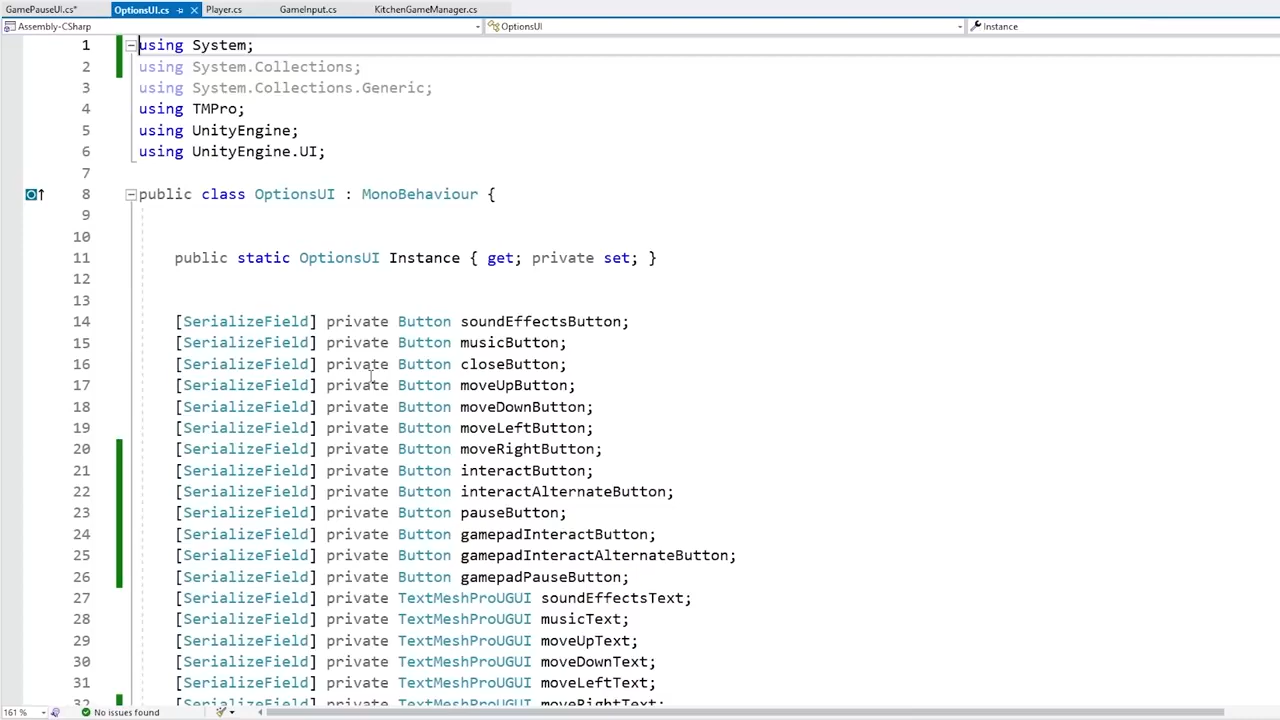 GamePauseUI.cs* OptionsUI.cs Player.cs GameInput.cs KitchenGameManager.cs
Assembly-CSharp OptionsUI Instance
1 using System;
2 using System.Collections;
3 using System.Collections.Generic;
4 using TMPro;
5 using UnityEngine;
6 using UnityEngine.UI;
7
8 public class OptionsUI : MonoBehaviour {
9
10
11 public static OptionsUI Instance { get; private set; }
12
13
14 [SerializeField] private Button soundEffectsButton;
15 [SerializeField] private Button musicButton;
16 [SerializeField] private Button closeButton;
17 [SerializeField] private Button moveUpButton;
18 [SerializeField] private Button moveDownButton;
19 [SerializeField] private Button moveLeftButton;
20 [SerializeField] private Button moveRightButton;
21 [SerializeField] private Button interactButton;
22 [SerializeField] private Button interactAlternateButton;
23 [SerializeField] private Button pauseButton;
24 [SerializeField] private Button gamepadInteractButton;
25 [SerializeField] private Button gamepadInteractAlternateButton;
26 [SerializeField] private Button gamepadPauseButton;
27 [SerializeField] private TextMeshProUGUI soundEffectsText;
28 [SerializeField] private TextMeshProUGUI musicText;
29 [SerializeField] private TextMeshProUGUI moveUpText;
30 [SerializeField] private TextMeshProUGUI moveDownText;
31 [SerializeField] private TextMeshProUGUI moveLeftText;
32 [SerializeField] private TextMeshProUGUI moveRightText;
161 % No issues found